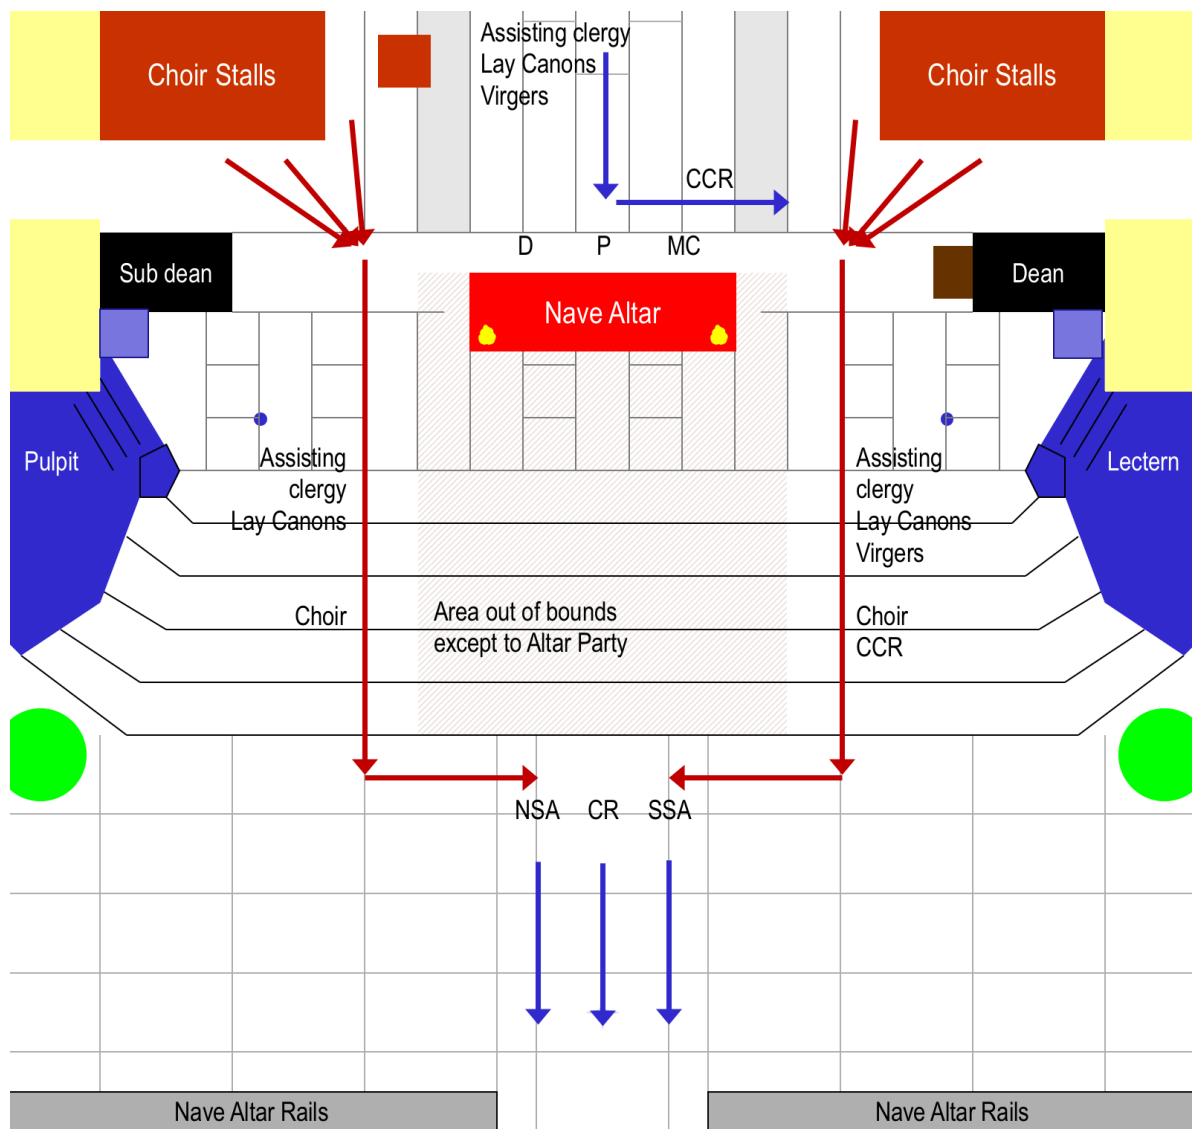 Assisting clergy
Lay Canons
Virgers
Choir Stalls
Choir Stalls
CCR
D
P
MC
Sub dean
Dean
Nave Altar
Pulpit
Lectern
Assisting
clergy
Lay Canons
Assisting
clergy
Lay Canons
Virgers
Choir
Area out of bounds
except to Altar Party
Choir
CCR
NSA
CR
SSA
Nave Altar Rails
Nave Altar Rails